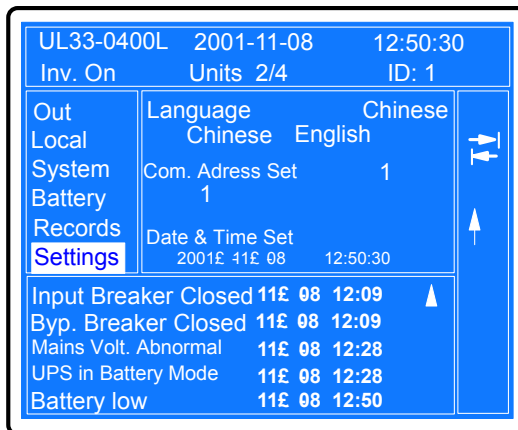 UL33-0400L 2001-11-08 12:50:30
Inv. On Units 2/4 ID: 1
Out
Local
System
Battery
Records
Settings
Language Chinese
Chinese English
Com. Adress Set 1
1
Date & Time Set
2001£ 11£ 08 12:50:30
Input Breaker Closed 11£ 08 12:09
Byp. Breaker Closed 11£ 08 12:09
Mains Volt. Abnormal 11£ 08 12:28
UPS in Battery Mode 11£ 08 12:28
Battery low 11£ 08 12:50